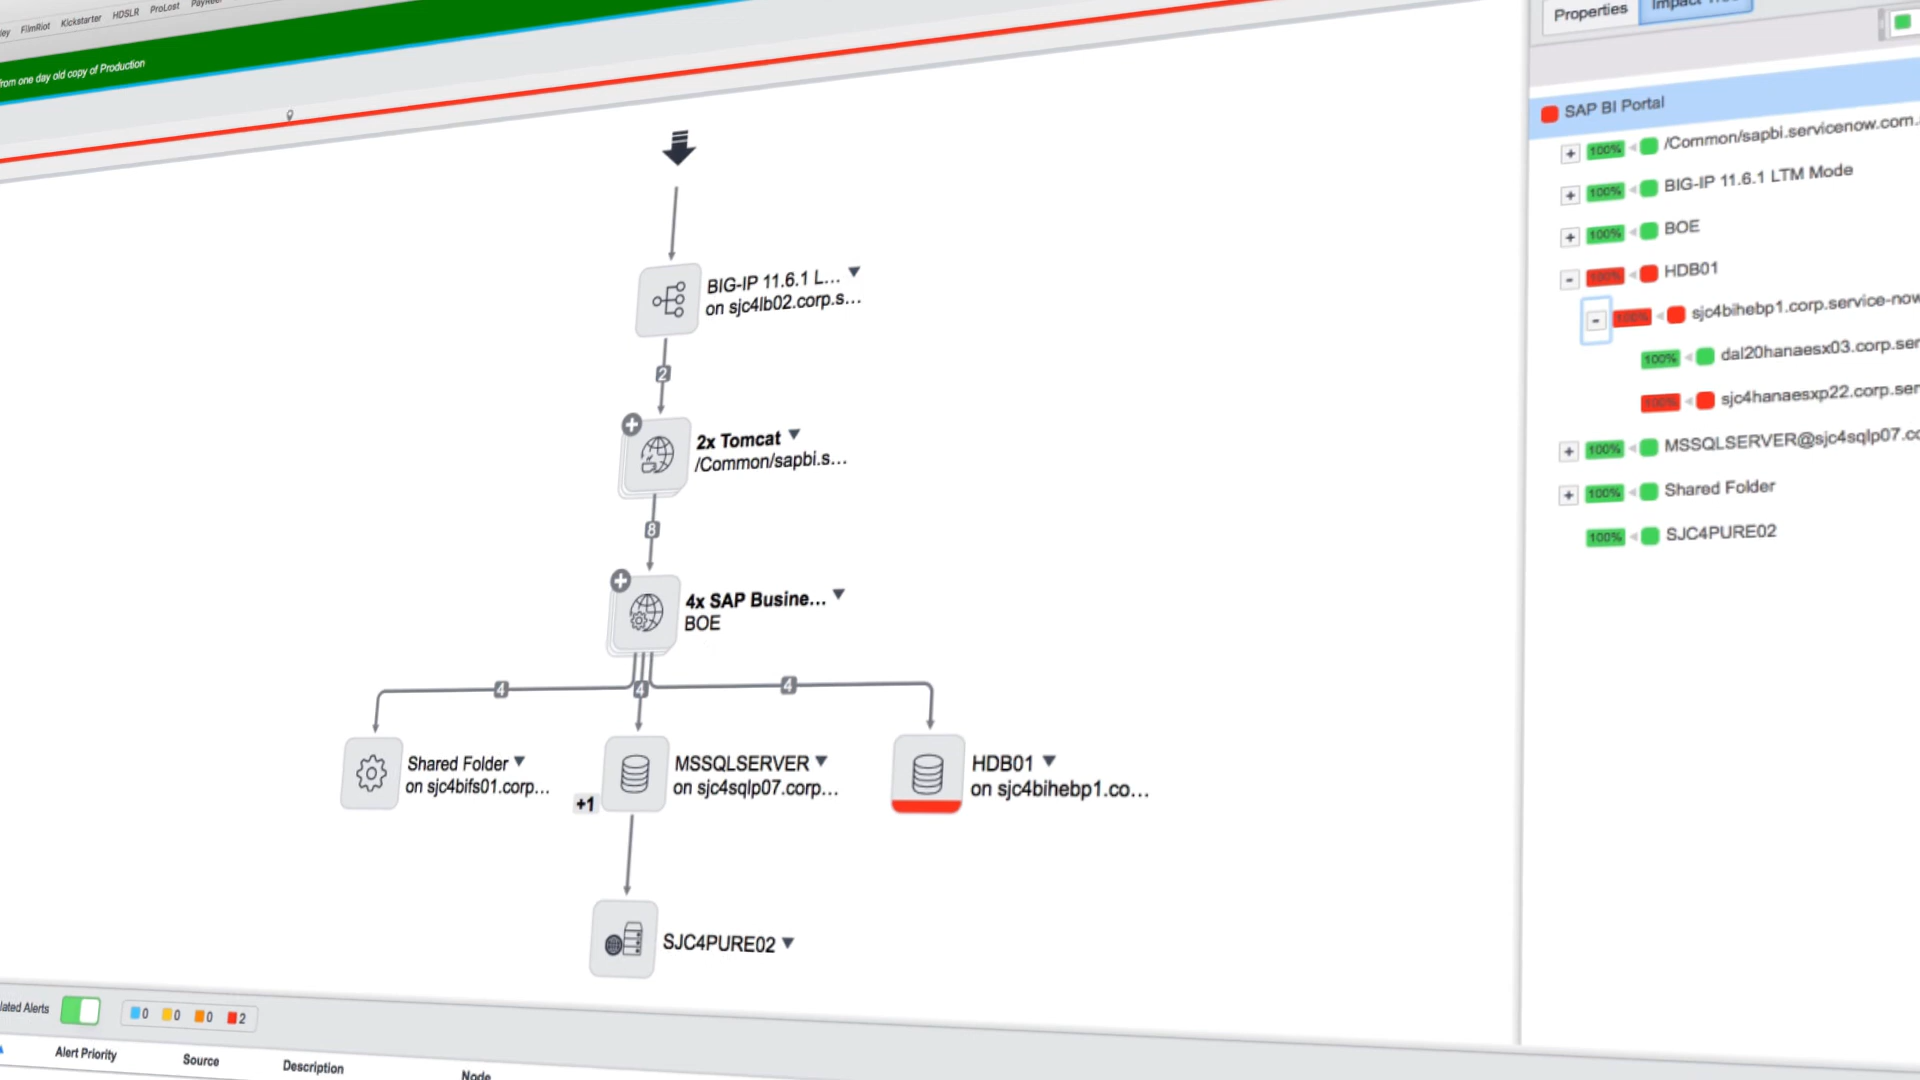 FilmRiot Kickstarter HDSLR ProLost
from one day old copy of Production
BIG-IP 11.6.1 L...
on sjc4lb02.corp.s...
2
2x Tomcat
/Common/sapbi.s...
8
4x SAP Busine...
BOE
4
4
4
Shared Folder
on sjc4bifs01.corp...
+1
MSSQLSERVER
on sjc4sqlp07.corp...
HDB01
on sjc4bihebp1.co...
SJC4PURE02
Alerts
0 0 0 2
Alert Priority Source Description Node
Properties Impact
SAP BI Portal
100% /Common/sapbi.servicenow.com.
100% BIG-IP 11.6.1 LTM Mode
100% BOE
100% HDB01
100% sjc4bihebp1.corp.service-now
100% dal20hanaesx03.corp.ser
100% sjc4hanaesxp22.corp.ser
100% MSSQLSERVER@sjc4sqlp07.co
100% Shared Folder
100% SJC4PURE02